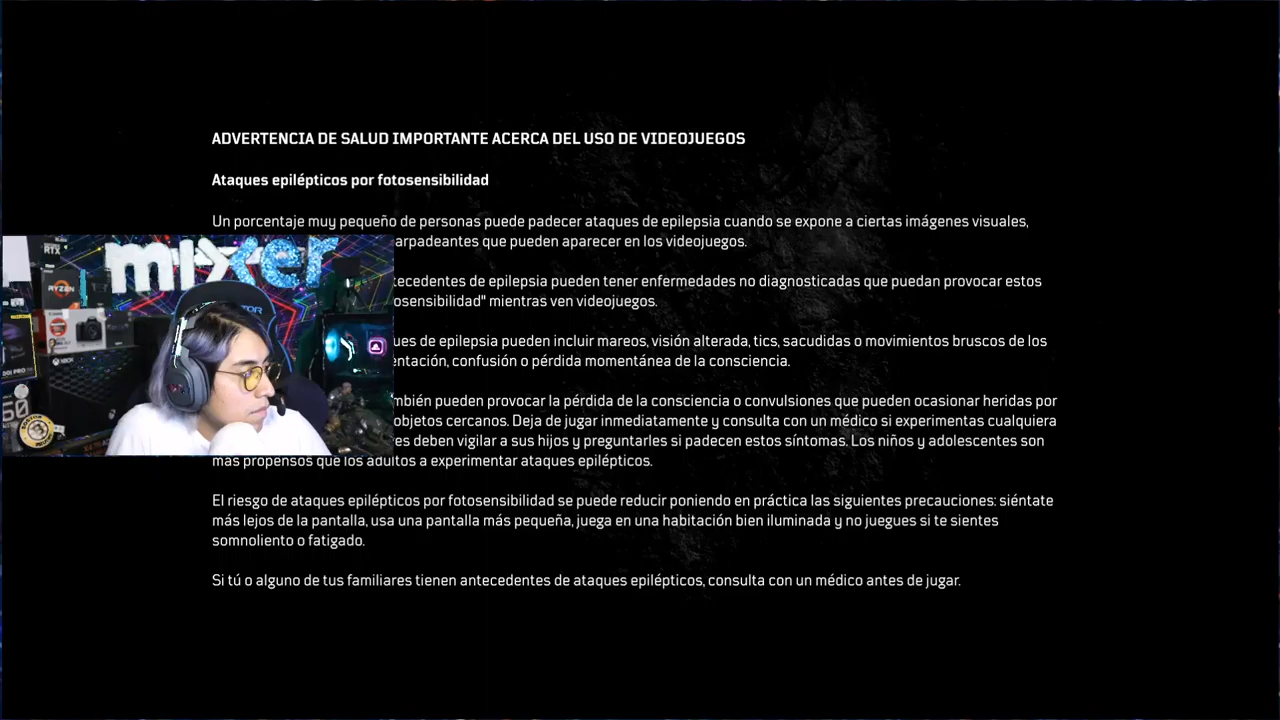 ADVERTENCIA DE SALUD IMPORTANTE ACERCA DEL USO DE VIDEOJUEGOS
Ataques epilépticos por fotosensibilidad
Un porcentaje muy pequeño de personas puede padecer ataques de epilepsia cuando se expone a ciertas imágenes visuales,
arpadeantes que pueden aparecer en los videojuegos.
mixer
RTX
RYZEN
tecedentes de epilepsia pueden tener enfermedades no diagnosticadas que puedan provocar estos
osensibilidad" mientras ven videojuegos.
ues de epilepsia pueden incluir mareos, visión alterada, tics, sacudidas o movimientos bruscos de los
entación, confusión o pérdida momentánea de la consciencia.
XBOX
mbién pueden provocar la pérdida de la consciencia o convulsiones que pueden ocasionar heridas por
objetos cercanos. Deja de jugar inmediatamente y consulta con un médico si experimentas cualquiera
es deben vigilar a sus hijos y preguntarles si padecen estos síntomas. Los niños y adolescentes son
más propensos que los adultos a experimentar ataques epilépticos.
El riesgo de ataques epilépticos por fotosensibilidad se puede reducir poniendo en práctica las siguientes precauciones: siéntate
más lejos de la pantalla, usa una pantalla más pequeña, juega en una habitación bien iluminada y no juegues si te sientes
somnoliento o fatigado.
Si tú o alguno de tus familiares tienen antecedentes de ataques epilépticos, consulta con un médico antes de jugar.